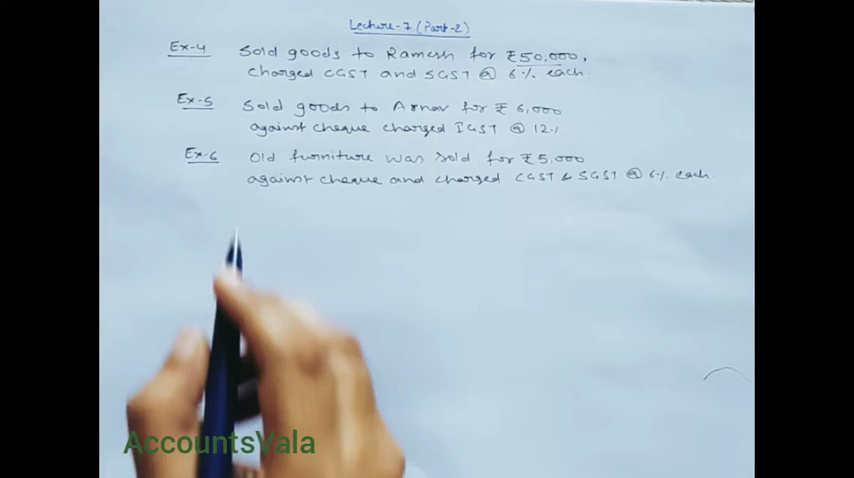 Lecture-7 (Part-2)
Ex-4 Sold goods to Ramesh for ₹50,000,
charged CGST and SGST @ 6% each
Ex-5 Sold goods to Arnav for ₹ 6,000
against cheque charged IGST @ 12%
Ex-6 Old furniture was sold for ₹5,000
against cheque and charged CGST & SGST @ 6% each.
AccountsVala